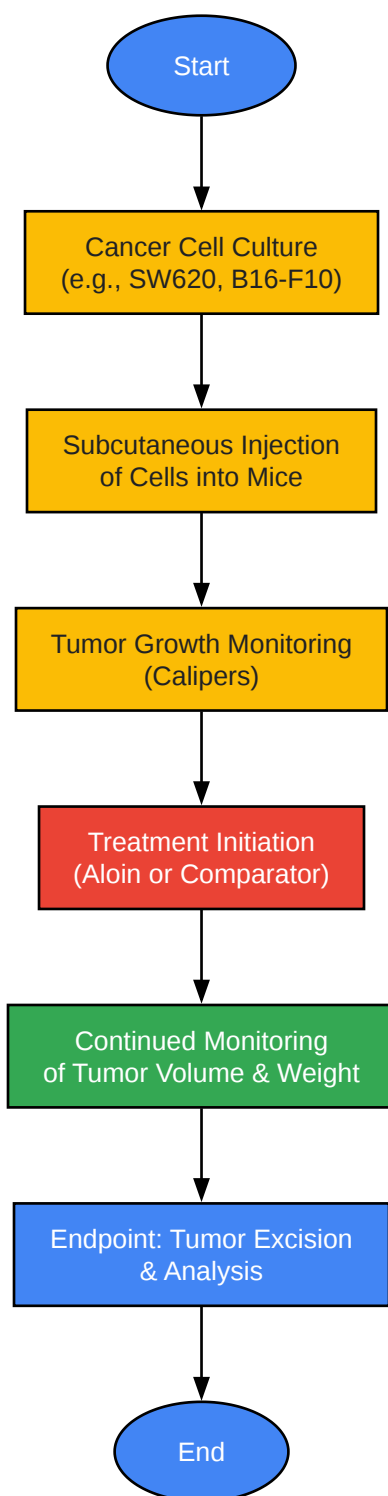 Start
Cancer Cell Culture
(e.g., SW620, B16-F10)
Subcutaneous Injection
of Cells into Mice
Tumor Growth Monitoring
(Calipers)
Treatment Initiation
(Aloin or Comparator)
Continued Monitoring
of Tumor Volume & Weight
Endpoint: Tumor Excision
& Analysis
End